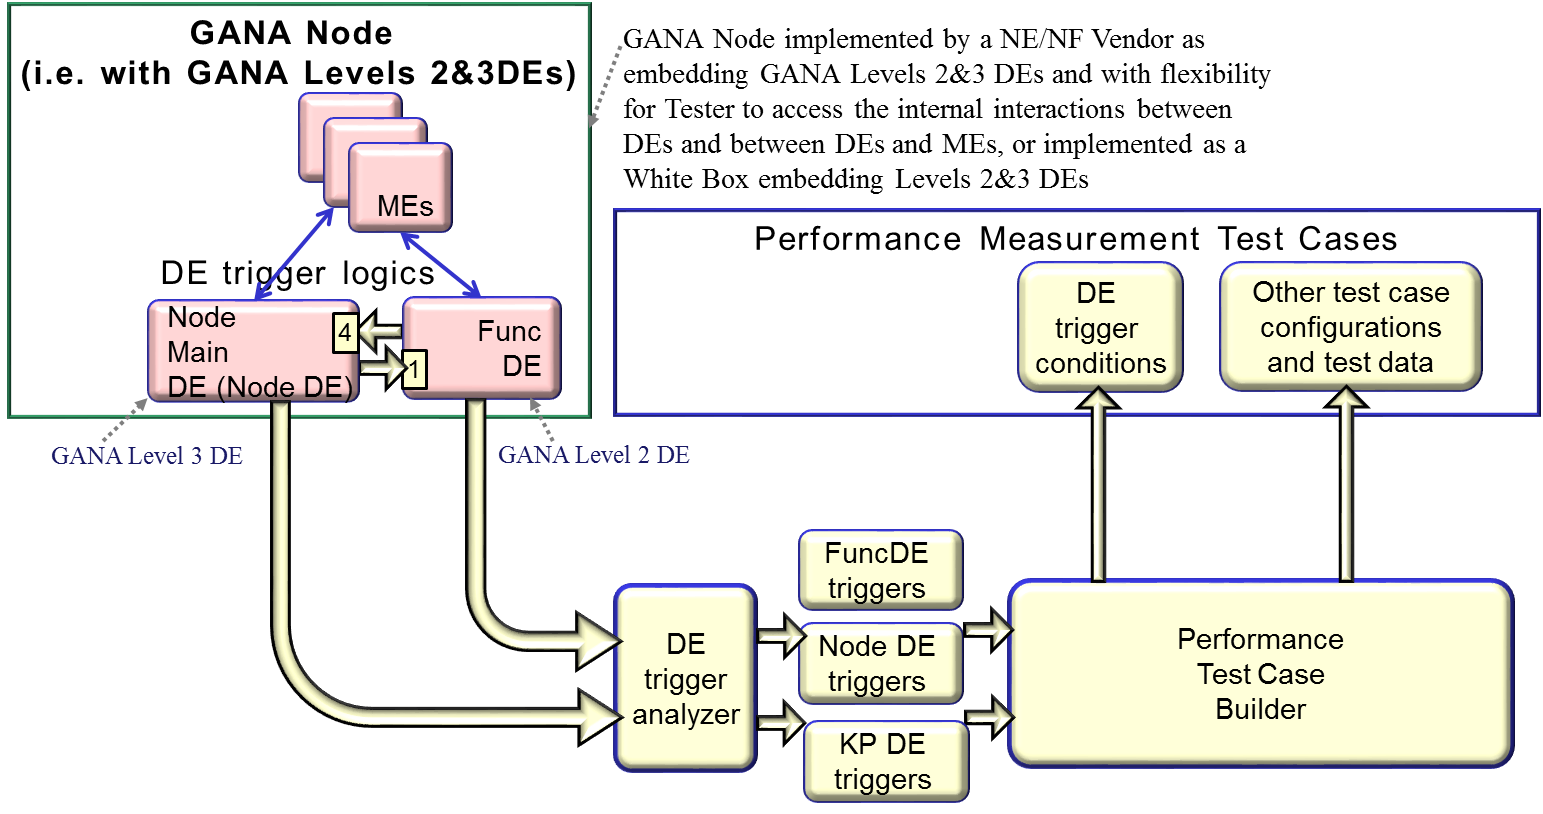 GANA Node
(i.e. with GANA Levels 2&3DEs)
MEs
DE trigger logics
Node
Main
DE (Node DE)
4
1
Func
DE
GANA Level 3 DE
GANA Level 2 DE
GANA Node implemented by a NE/NF Vendor as
embedding GANA Levels 2&3 DEs and with flexibility
for Tester to access the internal interactions between
DEs and between DEs and MEs, or implemented as a
White Box embedding Levels 2&3 DEs
Performance Measurement Test Cases
DE
trigger
conditions
Other test case
configurations
and test data
DE
trigger
analyzer
FuncDE
triggers
Node DE
triggers
KP DE
triggers
Performance
Test Case
Builder